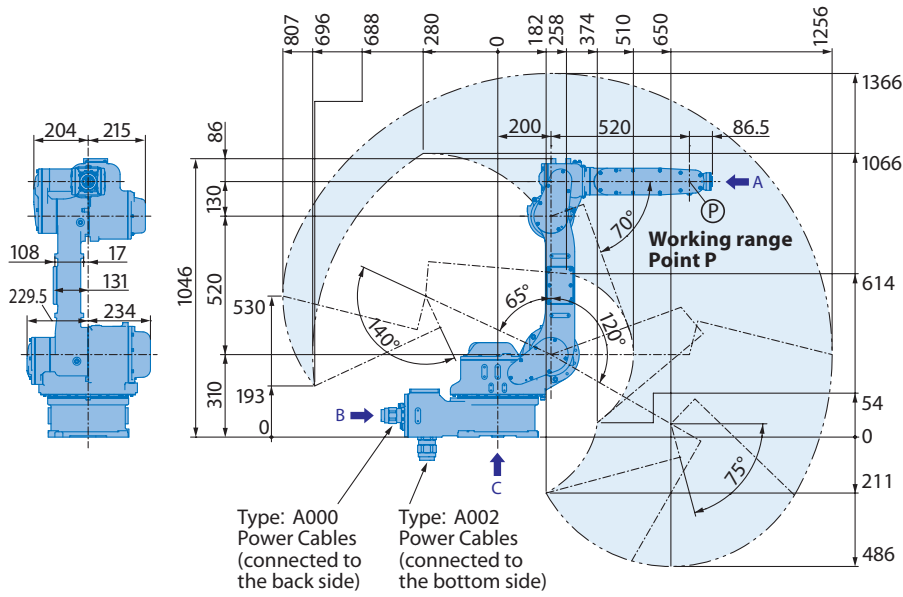 807
696
688
280
0
182
258
374
510
650
1256
204
215
86
200
520
86.5
1366
1066
A
P
130
70°
Working range
Point P
108
17
131
229.5
234
1046
520
530
65°
140°
120°
614
310
193
0
B
54
0
75°
211
C
486
Type: A000
Power Cables
(connected to
the back side)
Type: A002
Power Cables
(connected to
the bottom side)